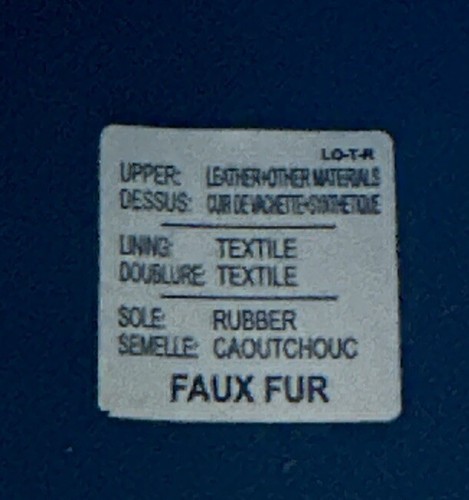 LO-T-R
UPPER: LEATHER+OTHER MATERIALS
DESSUS: CUIR DE VACHETTE+SYNTHETIQUE
LINING: TEXTILE
DOUBLURE: TEXTILE
SOLE: RUBBER
SEMELLE: CAOUTCHOUC
FAUX FUR